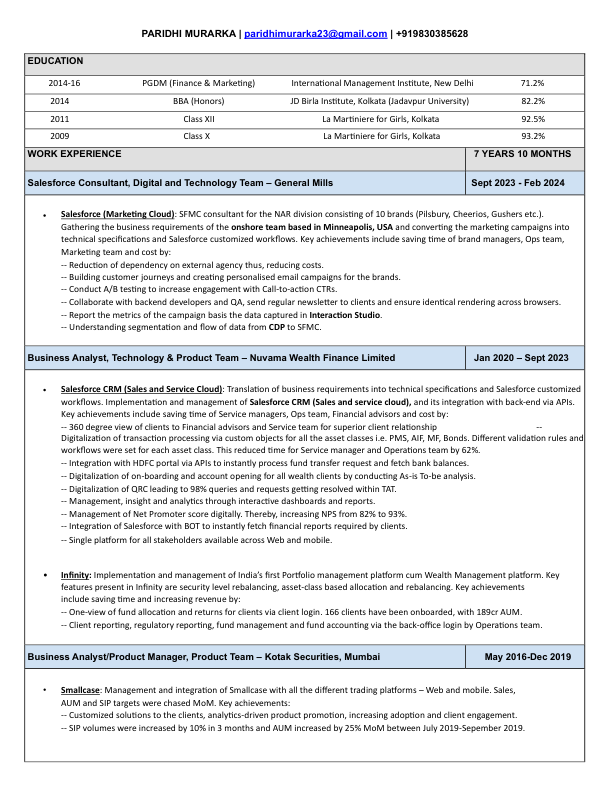 PARIDHI MURARKA | paridhimurarka23@gmail.com | +919830385628
EDUCATION
2014-16 PGDM (Finance & Marketing) International Management Institute, New Delhi 71.2%
2014 BBA (Honors) JD Birla Institute, Kolkata (Jadavpur University) 82.2%
2011 Class XII La Martiniere for Girls, Kolkata 92.5%
2009 Class X La Martiniere for Girls, Kolkata 93.2%
WORK EXPERIENCE 7 YEARS 10 MONTHS
Salesforce Consultant, Digital and Technology Team – General Mills Sept 2023 - Feb 2024
• Salesforce (Marketing Cloud): SFMC consultant for the NAR division consisting of 10 brands (Pilsbury, Cheerios, Gushers etc.).
Gathering the business requirements of the onshore team based in Minneapolis, USA and converting the marketing campaigns into
technical specifications and Salesforce customized workflows. Key achievements include saving time of brand managers, Ops team,
Marketing team and cost by:
-- Reduction of dependency on external agency thus, reducing costs.
-- Building customer journeys and creating personalised email campaigns for the brands.
-- Conduct A/B testing to increase engagement with Call-to-action CTRs.
-- Collaborate with backend developers and QA, send regular newsletter to clients and ensure identical rendering across browsers.
-- Report the metrics of the campaign basis the data captured in Interaction Studio.
-- Understanding segmentation and flow of data from CDP to SFMC.
Business Analyst, Technology & Product Team – Nuvama Wealth Finance Limited Jan 2020 – Sept 2023
• Salesforce CRM (Sales and Service Cloud): Translation of business requirements into technical specifications and Salesforce customized
workflows. Implementation and management of Salesforce CRM (Sales and service cloud), and its integration with back-end via APIs.
Key achievements include saving time of Service managers, Ops team, Financial advisors and cost by:
-- 360 degree view of clients to Financial advisors and Service team for superior client relationship --
Digitalization of transaction processing via custom objects for all the asset classes i.e. PMS, AIF, MF, Bonds. Different validation rules and
workflows were set for each asset class. This reduced time for Service manager and Operations team by 62%.
-- Integration with HDFC portal via APIs to instantly process fund transfer request and fetch bank balances.
-- Digitalization of on-boarding and account opening for all wealth clients by conducting As-is To-be analysis.
-- Digitalization of QRC leading to 98% queries and requests getting resolved within TAT.
-- Management, insight and analytics through interactive dashboards and reports.
-- Management of Net Promoter score digitally. Thereby, increasing NPS from 82% to 93%.
-- Integration of Salesforce with BOT to instantly fetch financial reports required by clients.
-- Single platform for all stakeholders available across Web and mobile.
• Infinity: Implementation and management of India's first Portfolio management platform cum Wealth Management platform. Key
features present in Infinity are security level rebalancing, asset-class based allocation and rebalancing. Key achievements
include saving time and increasing revenue by:
-- One-view of fund allocation and returns for clients via client login. 166 clients have been onboarded, with 189cr AUM.
-- Client reporting, regulatory reporting, fund management and fund accounting via the back-office login by Operations team.
Business Analyst/Product Manager, Product Team – Kotak Securities, Mumbai May 2016-Dec 2019
• Smallcase: Management and integration of Smallcase with all the different trading platforms – Web and mobile. Sales,
AUM and SIP targets were chased MoM. Key achievements:
-- Customized solutions to the clients, analytics-driven product promotion, increasing adoption and client engagement.
-- SIP volumes were increased by 10% in 3 months and AUM increased by 25% MoM between July 2019-Sepember 2019.